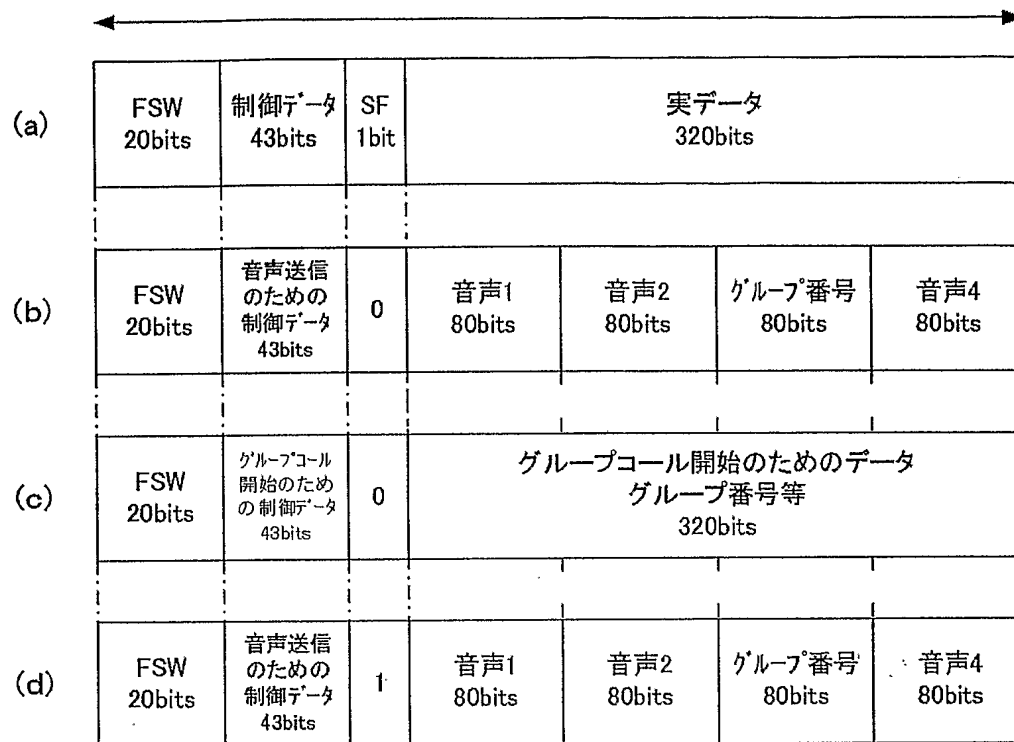 (a)
FSW
20bits
制御データ
43bits
SF
1bit
実データ
320bits
(b)
FSW
20bits
音声送信
のための
制御データ
43bits
0
音声1
80bits
音声2
80bits
グループ番号
80bits
音声4
80bits
(c)
FSW
20bits
グループコール
開始のため
の制御データ
43bits
0
グループコール開始のためのデータ
グループ番号等
320bits
(d)
FSW
20bits
音声送信
のための
制御データ
43bits
1
音声1
80bits
音声2
80bits
グループ番号
80bits
音声4
80bits